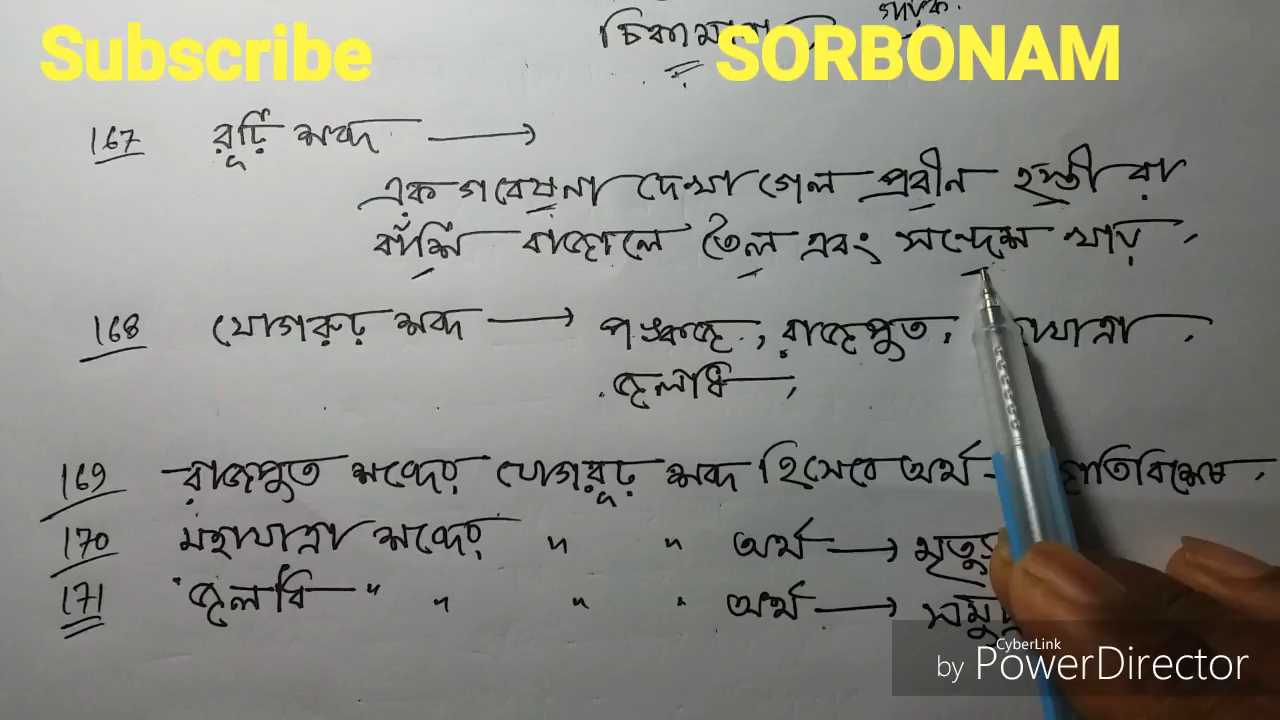 গায়ক.
চিকামারা
Subscribe
SORBONAM
167 রূঢ়ি শব্দ →
এক গবেষনা দেখা গেল প্রবীন হস্তী রা
বাঁশি বাজালে তৈল এবং সন্দেশ খায়,
168 যোগরুঢ় শব্দ → পঙ্কজ, রাজপুত, হাযাত্রা,
জলধি,
169 রাজপুত শব্দের যোগরূঢ় শব্দ হিসেবে অর্থ- জাতিবিশেষ,
170 মহাযাত্রা শব্দের " " অর্থ → মৃত্যু
171 "জলধি" " " " অর্থ → সমুদ্র
CyberLink
by PowerDirector